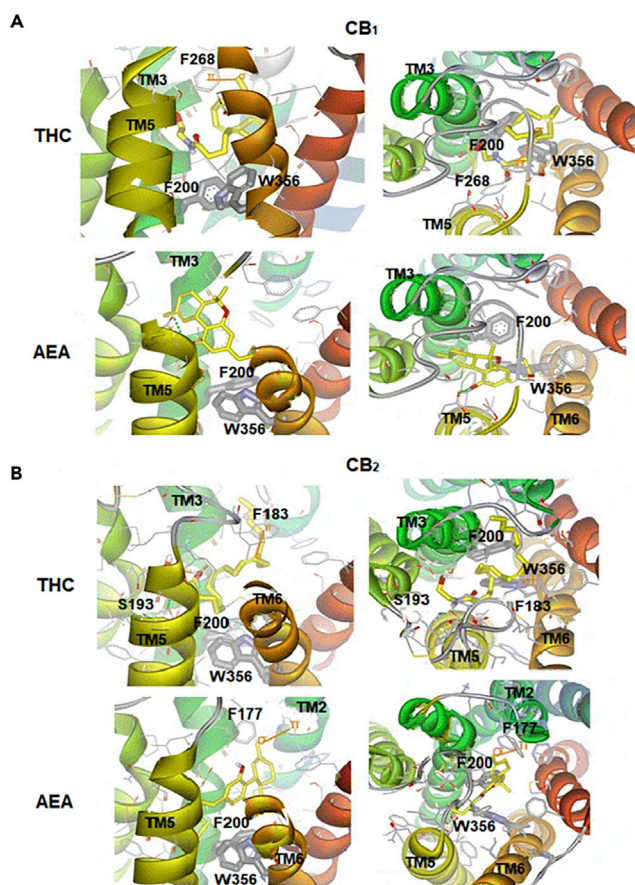 A
CB1
THC
F268
TM3
TM5
F200
W356
TM3
F200
W356
F268
TM5
AEA
TM3
TM5
F200
W356
TM3
F200
W356
TM5
TM6
B
CB2
THC
TM3
F183
S193
TM6
TM5
F200
W356
TM3
F200
W356
S193
F183
TM5
TM6
AEA
TM2
F177
TM5
F200
TM6
W356
TM2
F177
F200
W356
TM5
TM6